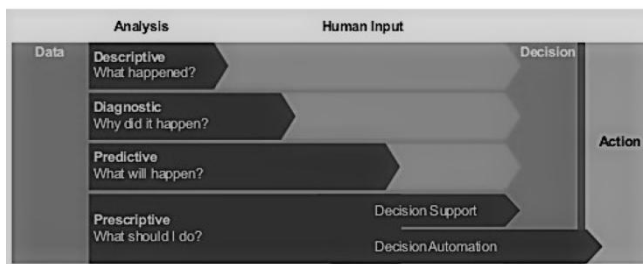 Analysis
Human Input
Data
Descriptive
What happened?
Decision
Diagnostic
Why did it happen?
Action
Predictive
What will happen?
Prescriptive
What should I do?
Decision Support
Decision Automation